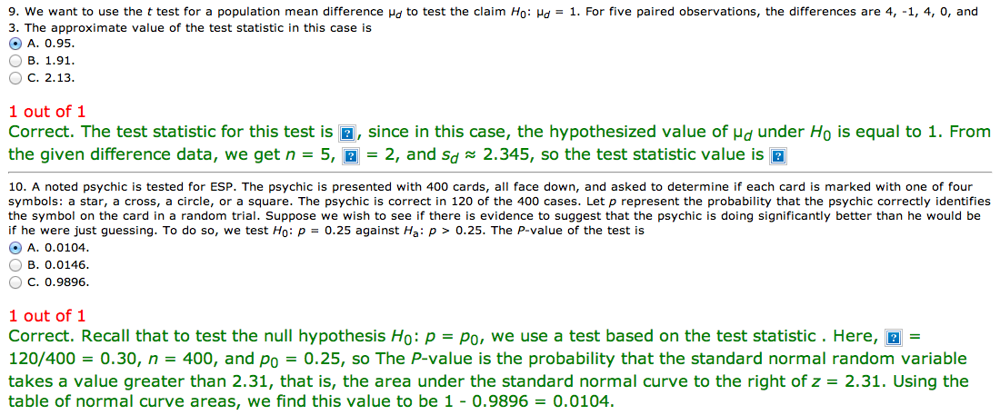 9. We want to use the t test for a population mean difference μd to test the claim H0: μd = 1. For five paired observations, the differences are 4, -1, 4, 0, and
3. The approximate value of the test statistic in this case is
A. 0.95.
B. 1.91.
C. 2.13.
1 out of 1
Correct. The test statistic for this test is ?, since in this case, the hypothesized value of μd under H0 is equal to 1. From
the given difference data, we get n = 5, ? = 2, and sd ≈ 2.345, so the test statistic value is ?
10. A noted psychic is tested for ESP. The psychic is presented with 400 cards, all face down, and asked to determine if each card is marked with one of four
symbols: a star, a cross, a circle, or a square. The psychic is correct in 120 of the 400 cases. Let p represent the probability that the psychic correctly identifies
the symbol on the card in a random trial. Suppose we wish to see if there is evidence to suggest that the psychic is doing significantly better than he would be
if he were just guessing. To do so, we test H0: p = 0.25 against Ha: p > 0.25. The P-value of the test is
A. 0.0104.
B. 0.0146.
C. 0.9896.
1 out of 1
Correct. Recall that to test the null hypothesis H0: p = p0, we use a test based on the test statistic . Here, ? =
120/400 = 0.30, n = 400, and p0 = 0.25, so The P-value is the probability that the standard normal random variable
takes a value greater than 2.31, that is, the area under the standard normal curve to the right of z = 2.31. Using the
table of normal curve areas, we find this value to be 1 - 0.9896 = 0.0104.